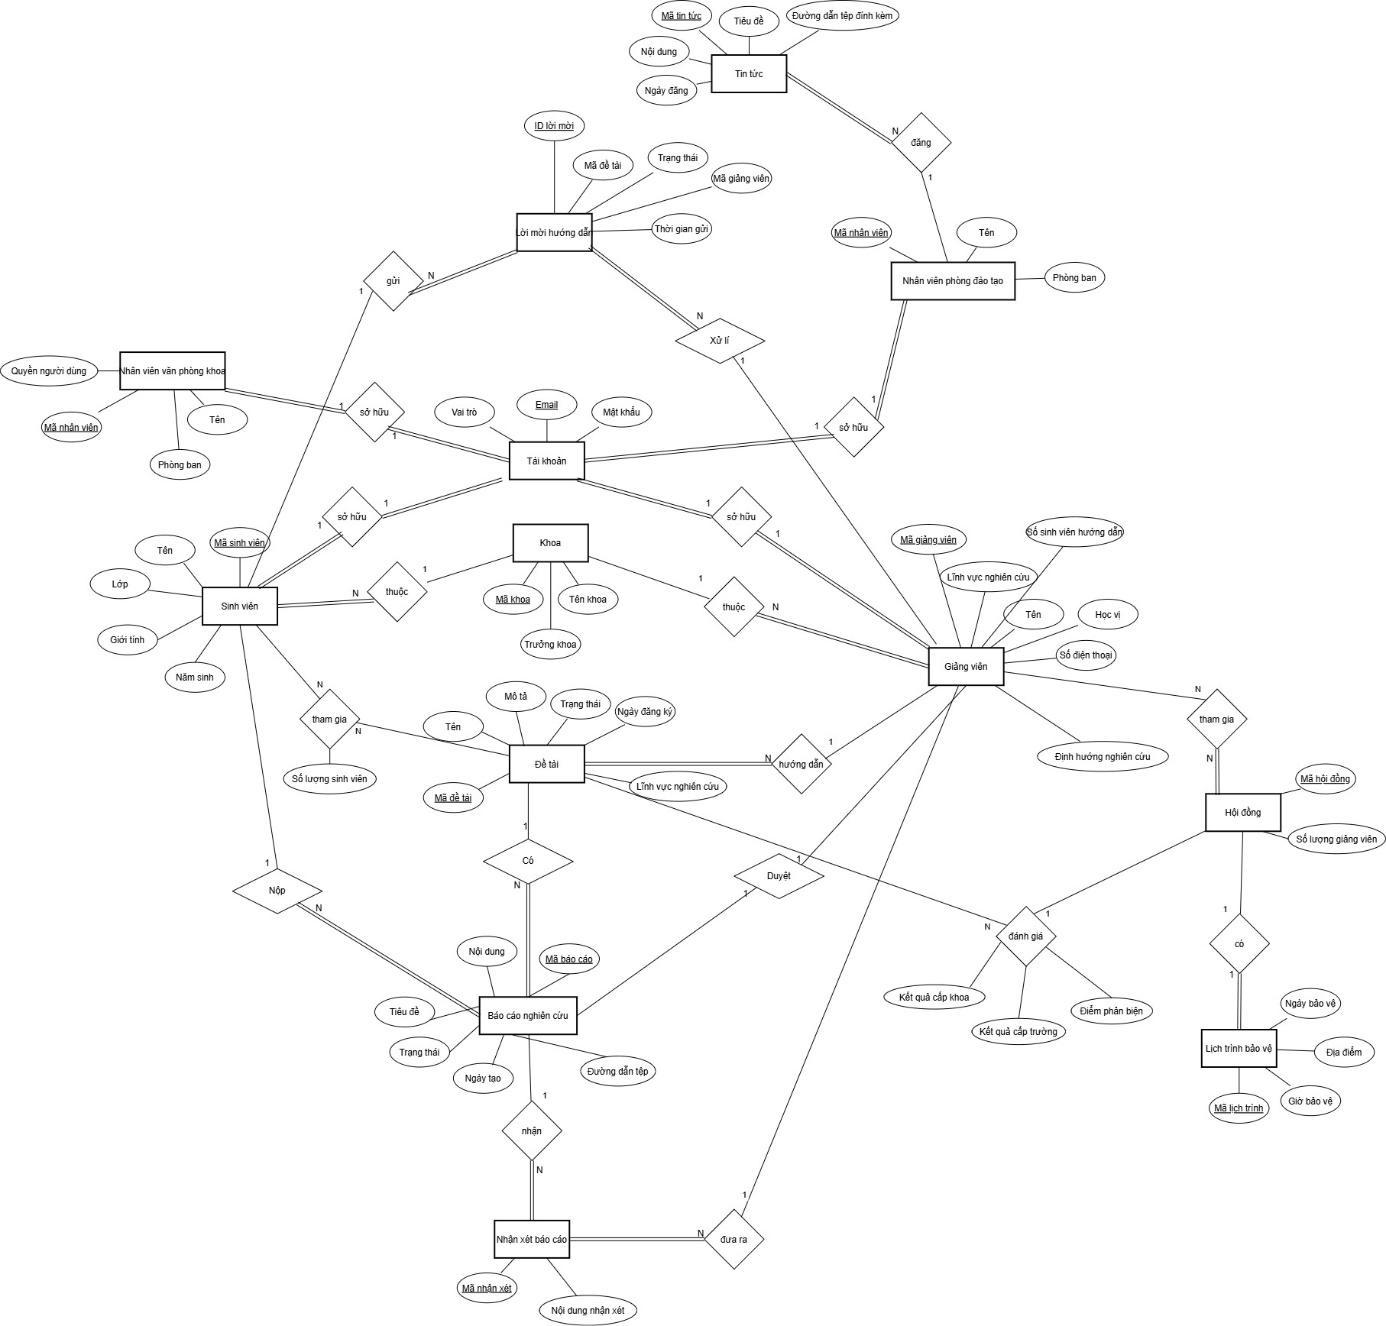 Mã tin tức
Tiêu đề
Đường dẫn tệp đính kèm
Nội dung
Tin tức
Ngày đăng
N
đăng
1
ID lời mời
Mã đề tài
Trạng thái
Mã giảng viên
Lời mời hướng dẫn
Thời gian gửi
Mã nhân viên
Tên
Nhân viên phòng đào tạo
Phòng ban
gửi
N
1
N
Xử lí
1
Quyền người dùng
Nhân viên văn phòng khoa
Mã nhân viên
Tên
Phòng ban
1
sở hữu
1
Vai trò
Email
Mật khẩu
Tài khoản
1
sở hữu
1
1
sở hữu
1
1
sở hữu
1
Khoa
Mã khoa
Tên khoa
Trưởng khoa
Tên
Mã sinh viên
Lớp
Sinh viên
Giới tính
Năm sinh
N
thuộc
1
1
thuộc
N
Mã giảng viên
Số sinh viên hướng dẫn
Lĩnh vực nghiên cứu
Tên
Học vị
Số điện thoại
Giảng viên
Định hướng nghiên cứu
N
tham gia
N
Số lượng sinh viên
Mô tả
Trạng thái
Ngày đăng ký
Tên
Đề tài
Mã đề tài
Lĩnh vực nghiên cứu
N
hướng dẫn
1
N
tham gia
N
Mã hội đồng
Hội đồng
Số lượng giảng viên
1
Có
N
1
Duyệt
1
1
Nộp
N
N
đánh giá
1
Kết quả cấp khoa
Kết quả cấp trường
Điểm phản biện
1
có
1
Ngày bảo vệ
Lịch trình bảo vệ
Địa điểm
Giờ bảo vệ
Mã lịch trình
Nội dung
Mã báo cáo
Tiêu đề
Báo cáo nghiên cứu
Trạng thái
Ngày tạo
Đường dẫn tệp
1
nhận
N
1
N
đưa ra
Nhận xét báo cáo
Mã nhận xét
Nội dung nhận xét